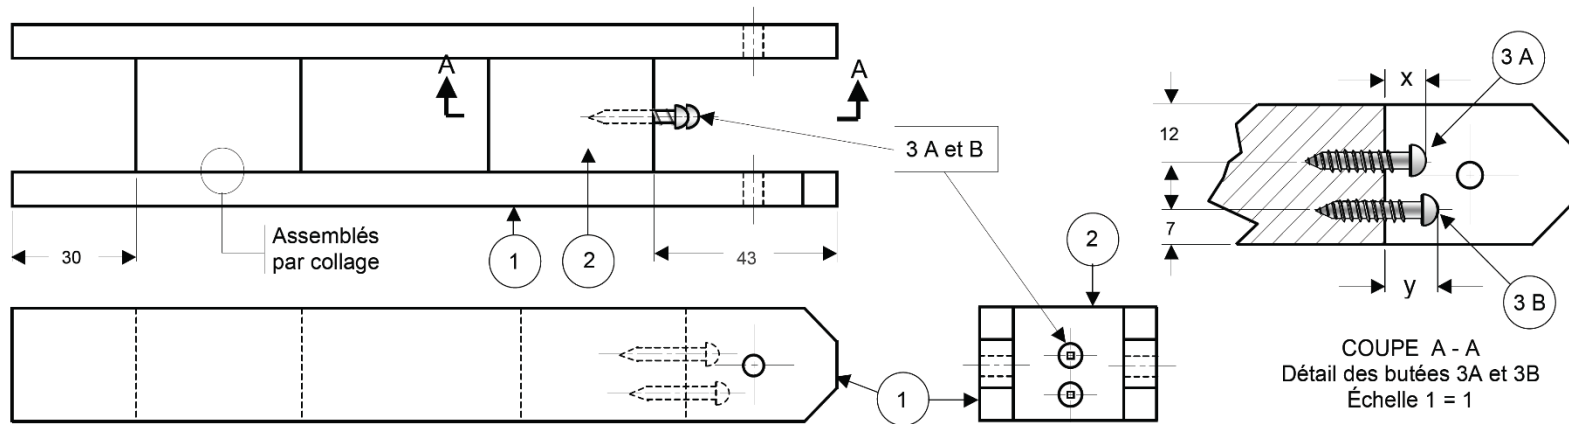 A
A
3 A et B
30
Assemblés
par collage
1
2
43
2
1
x
3 A
12
7
y
3 B
COUPE A - A
Détail des butées 3A et 3B
Échelle 1 = 1